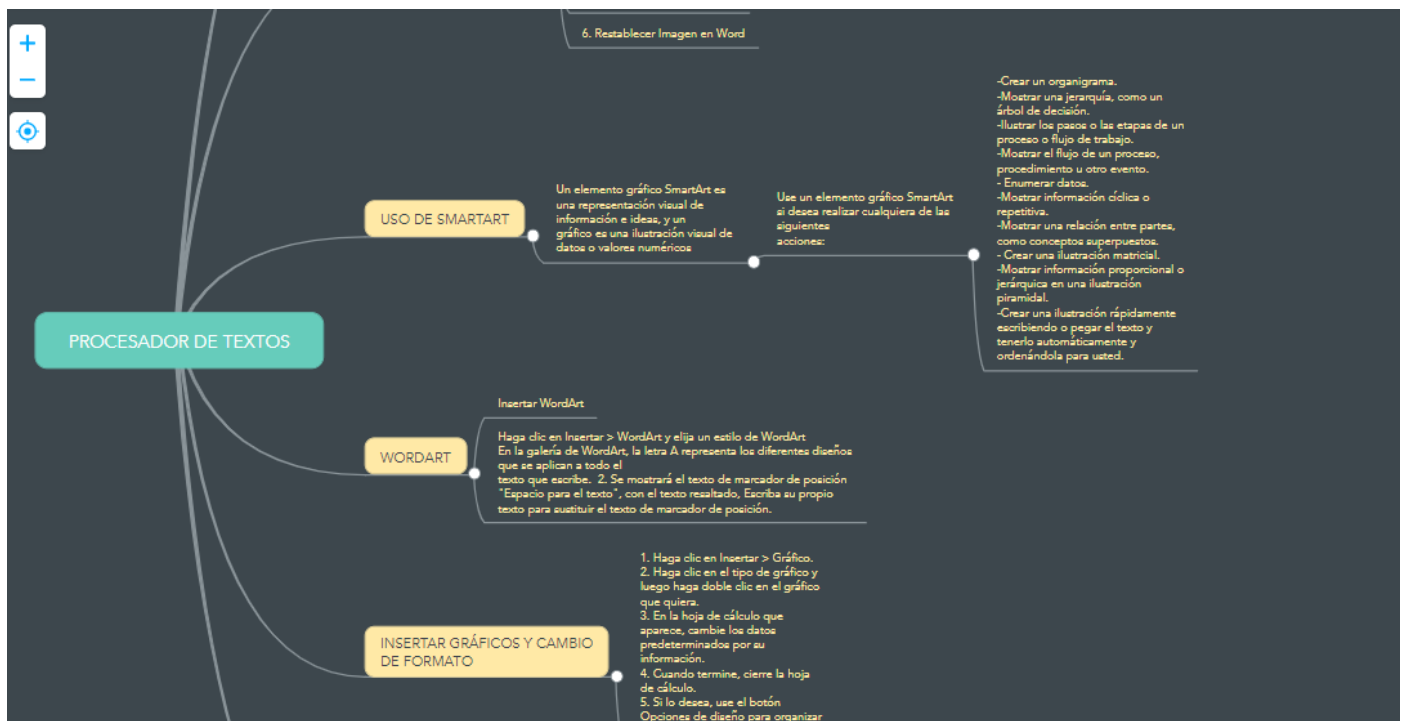 6. Restablecer Imagen en Word
-Crear un organigrama.
-Mostrar una jerarquía, como un
árbol de decisión.
-Ilustrar los pasos o las etapas de un
proceso o flujo de trabajo.
-Mostrar el flujo de un proceso,
procedimiento u otro evento.
- Enumerar datos.
-Mostrar información cíclica o
repetitiva.
-Mostrar una relación entre partes,
como conceptos superpuestos.
- Crear una ilustración matricial.
-Mostrar información proporcional o
jerárquica en una ilustración
piramidal.
-Crear una ilustración rápidamente
escribiendo o pegar el texto y
tenerlo automáticamente y
ordenándola para usted.
Use un elemento gráfico SmartArt
si desea realizar cualquiera de las
siguientes
acciones:
Un elemento gráfico SmartArt es
una representación visual de
información e ideas, y un
gráfico es una ilustración visual de
datos o valores numéricos
USO DE SMARTART
PROCESADOR DE TEXTOS
Insertar WordArt
WORDART
Haga clic en Insertar > WordArt y elija un estilo de WordArt
En la galería de WordArt, la letra A representa los diferentes diseños
que se aplican a todo el
texto que escribe. 2. Se mostrará el texto de marcador de posición
"Espacio para el texto", con el texto resaltado, Escriba su propio
texto para sustituir el texto de marcador de posición.
INSERTAR GRÁFICOS Y CAMBIO
DE FORMATO
1. Haga clic en Insertar > Gráfico.
2. Haga clic en el tipo de gráfico y
luego haga doble clic en el gráfico
que quiera.
3. En la hoja de cálculo que
aparece, cambie los datos
predeterminados por su
información.
4. Cuando termine, cierre la hoja
de cálculo.
5. Si lo desea, use el botón
Opciones de diseño para organizar